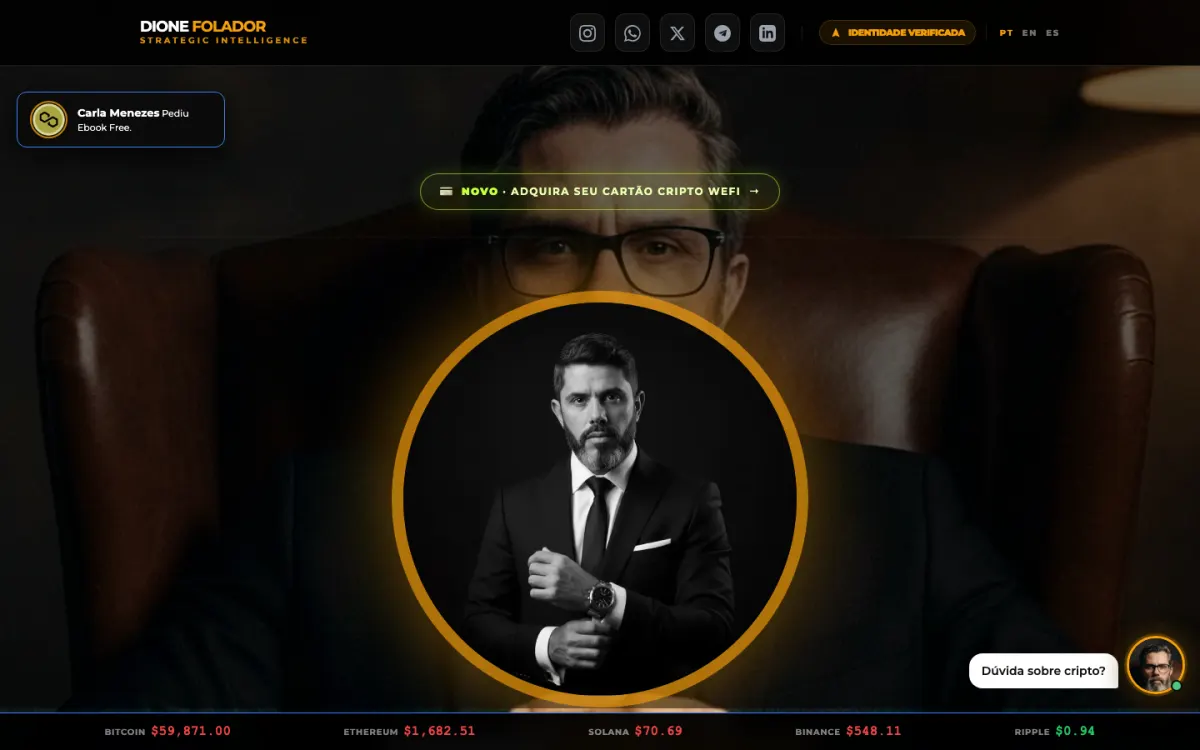 DIONE FOLADOR
STRATEGIC INTELLIGENCE
IDENTIDADE VERIFICADA
PT EN ES
Carla Menezes Pediu
Ebook Free.
NOVO · ADQUIRA SEU CARTÃO CRIPTO WEFI →
Dúvida sobre cripto?
BITCOIN $59,871.00 ETHEREUM $1,682.51 SOLANA $70.69 BINANCE $548.11 RIPPLE $0.94